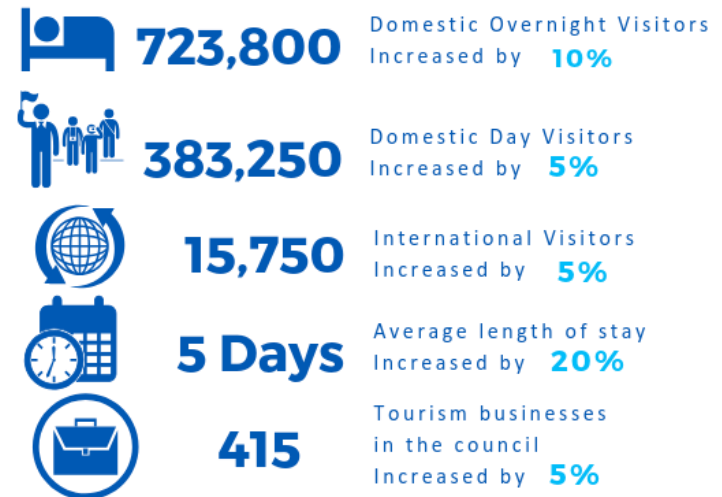 723,800
Domestic Overnight Visitors
Increased by 10%
383,250
Domestic Day Visitors
Increased by 5%
15,750
International Visitors
Increased by 5%
5 Days
Average length of stay
Increased by 20%
415
Tourism businesses
in the council
Increased by 5%